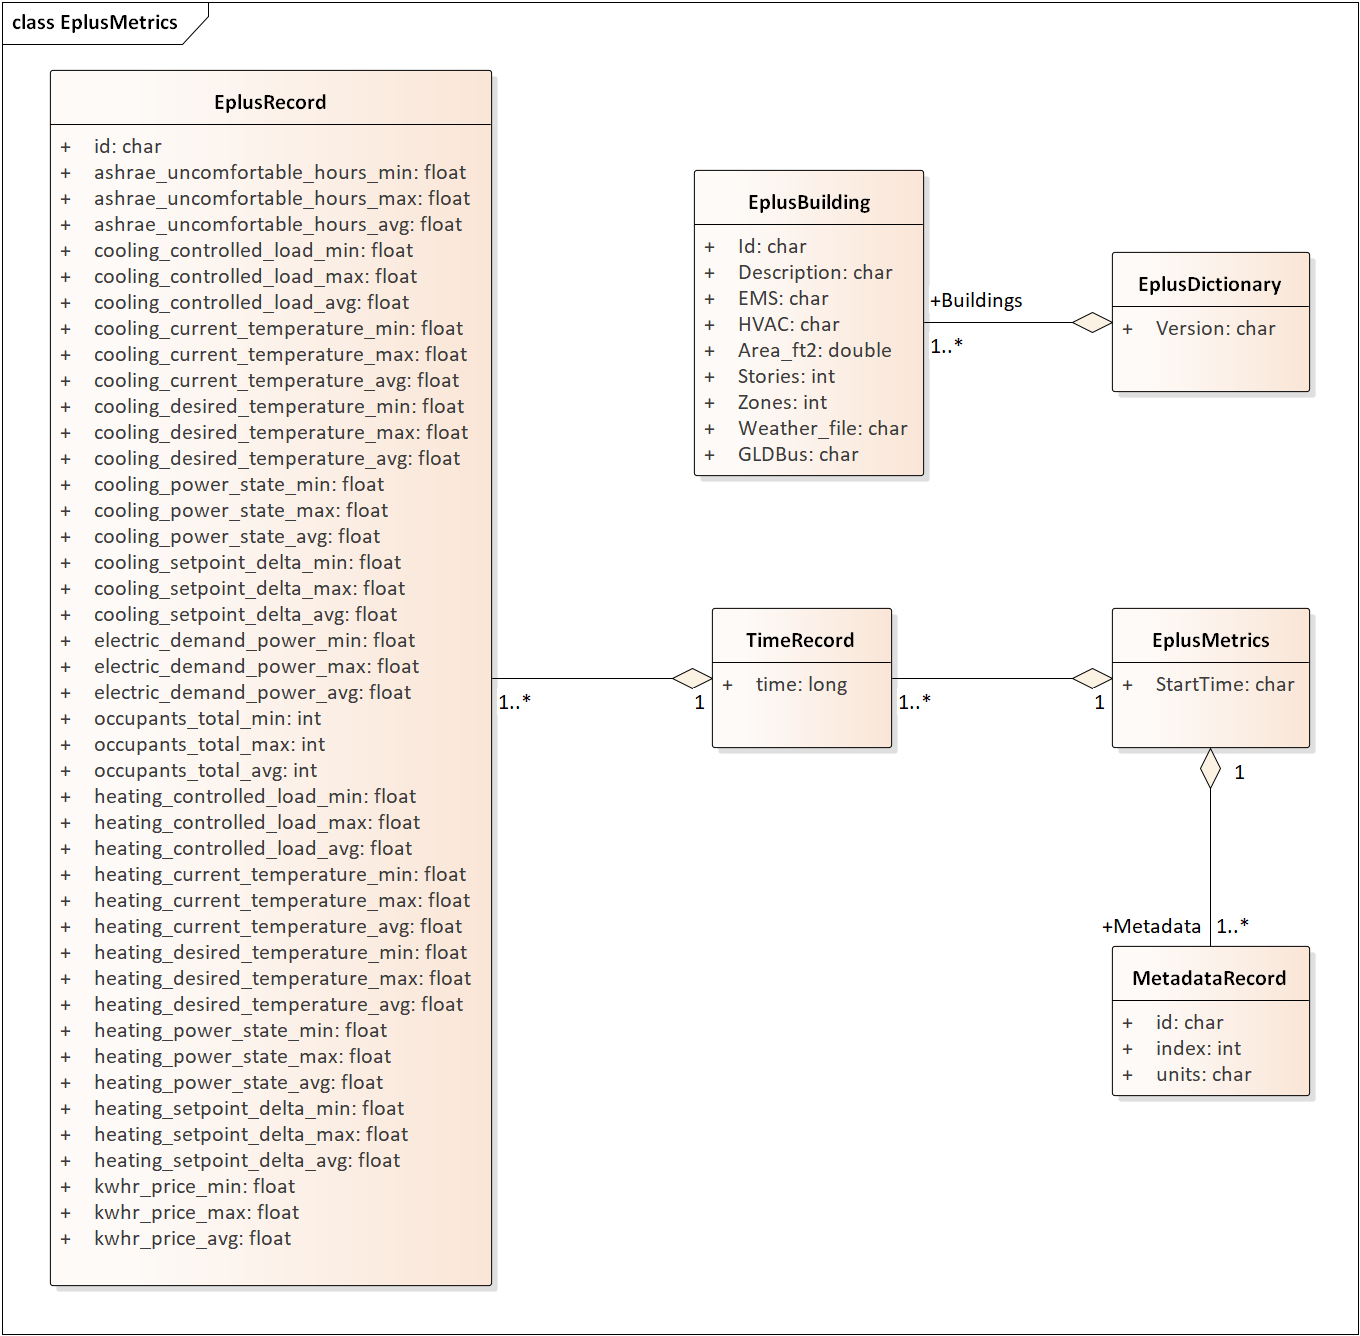 class EplusMetrics
EplusRecord
+ id: char
+ ashrae_uncomfortable_hours_min: float
+ ashrae_uncomfortable_hours_max: float
+ ashrae_uncomfortable_hours_avg: float
+ cooling_controlled_load_min: float
+ cooling_controlled_load_max: float
+ cooling_controlled_load_avg: float
+ cooling_current_temperature_min: float
+ cooling_current_temperature_max: float
+ cooling_current_temperature_avg: float
+ cooling_desired_temperature_min: float
+ cooling_desired_temperature_max: float
+ cooling_desired_temperature_avg: float
+ cooling_power_state_min: float
+ cooling_power_state_max: float
+ cooling_power_state_avg: float
+ cooling_setpoint_delta_min: float
+ cooling_setpoint_delta_max: float
+ cooling_setpoint_delta_avg: float
+ electric_demand_power_min: float
+ electric_demand_power_max: float
+ electric_demand_power_avg: float
+ occupants_total_min: int
+ occupants_total_max: int
+ occupants_total_avg: int
+ heating_controlled_load_min: float
+ heating_controlled_load_max: float
+ heating_controlled_load_avg: float
+ heating_current_temperature_min: float
+ heating_current_temperature_max: float
+ heating_current_temperature_avg: float
+ heating_desired_temperature_min: float
+ heating_desired_temperature_max: float
+ heating_desired_temperature_avg: float
+ heating_power_state_min: float
+ heating_power_state_max: float
+ heating_power_state_avg: float
+ heating_setpoint_delta_min: float
+ heating_setpoint_delta_max: float
+ heating_setpoint_delta_avg: float
+ kwhr_price_min: float
+ kwhr_price_max: float
+ kwhr_price_avg: float
EplusBuilding
+ Id: char
+ Description: char
+ EMS: char
+ HVAC: char
+ Area_ft2: double
+ Stories: int
+ Zones: int
+ Weather_file: char
+ GLDBus: char
+Buildings
1..*
EplusDictionary
+ Version: char
1..*
1
TimeRecord
+ time: long
1..*
1
EplusMetrics
+ StartTime: char
1
+Metadata 1..*
MetadataRecord
+ id: char
+ index: int
+ units: char